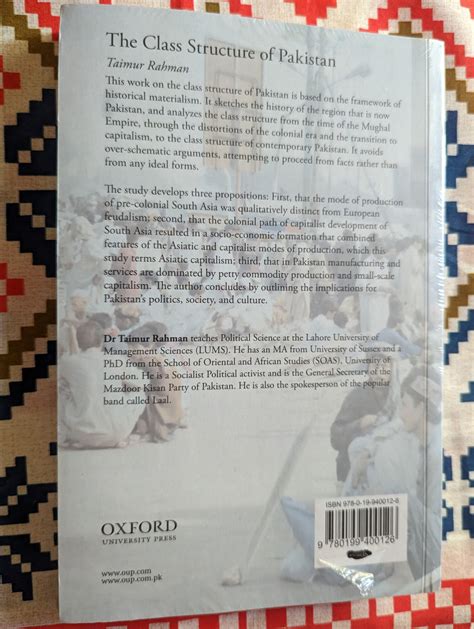 The Class Structure of Pakistan
Taimur Rahman
This work on the class structure of Pakistan is based on the framework of
historical materialism. It sketches the history of the region that is now
Pakistan, and analyzes the class structure from the time of the Mughal
Empire, through the distortions of the colonial era and the transition to
capitalism, to the class structure of contemporary Pakistan. It avoids
over-schematic arguments, attempting to proceed from facts rather than
from any ideal forms.
The study develops three propositions: First, that the mode of production
of pre-colonial South Asia was qualitatively distinct from European
feudalism; second, that the colonial path of capitalist development of
South Asia resulted in a socio-economic formation that combined
features of the Asiatic and capitalist modes of production, which this
study terms Asiatic capitalism; third, that in Pakistan manufacturing and
services are dominated by petty commodity production and small-scale
capitalism. The author concludes by outlining the implications for
Pakistan's politics, society, and culture.
Dr Taimur Rahman teaches Political Science at the Lahore University of
Management Sciences (LUMS). He has an MA from University of Sussex and a
PhD from the School of Oriental and African Studies (SOAS), University of
London. He is a Socialist Political activist and is the General Secretary of the
Mazdoor Kisan Party of Pakistan. He is also the spokesperson of the popular
band called Laal.
ISBN 978-0-19-940012-6
9 780199 400126
OXFORD
UNIVERSITY PRESS
www.oup.com
www.oup.com.pk